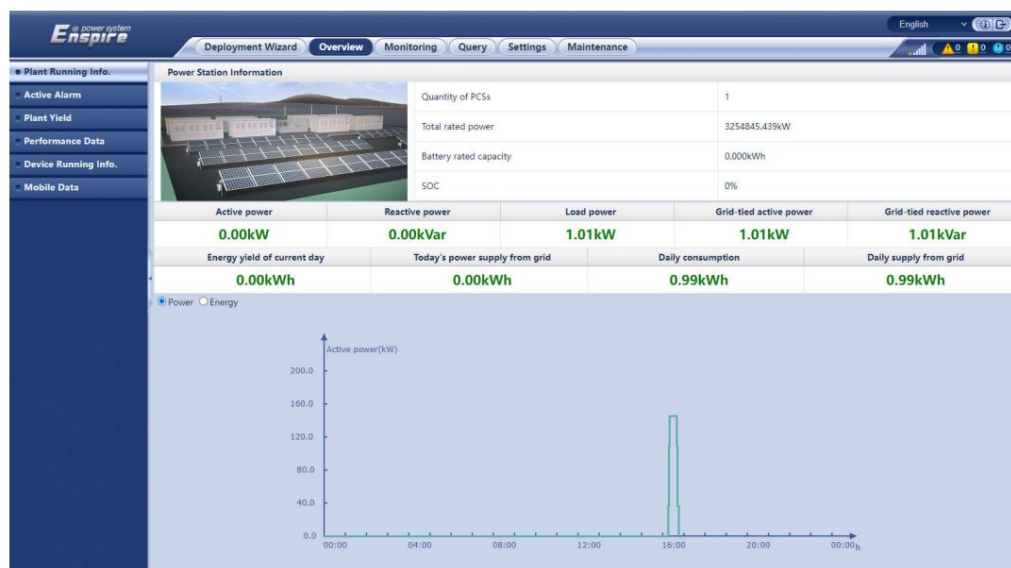 e power system
Enspire
English
Deployment Wizard
Overview
Monitoring
Query
Settings
Maintenance
0
0
0
Plant Running Info.
Active Alarm
Plant Yield
Performance Data
Device Running Info.
Mobile Data
Power Station Information
Quantity of PCSs 1
Total rated power 3254845.439kW
Battery rated capacity 0.000kWh
SOC 0%
Active power Reactive power Load power Grid-tied active power Grid-tied reactive power
0.00kW 0.00kVar 1.01kW 1.01kW 1.01kVar
Energy yield of current day Today's power supply from grid Daily consumption Daily supply from grid
0.00kWh 0.00kWh 0.99kWh 0.99kWh
Power Energy
Active power(kW)
200.0
160.0
120.0
80.0
40.0
0.0
00:00 04:00 08:00 12:00 16:00 20:00 00:00 h